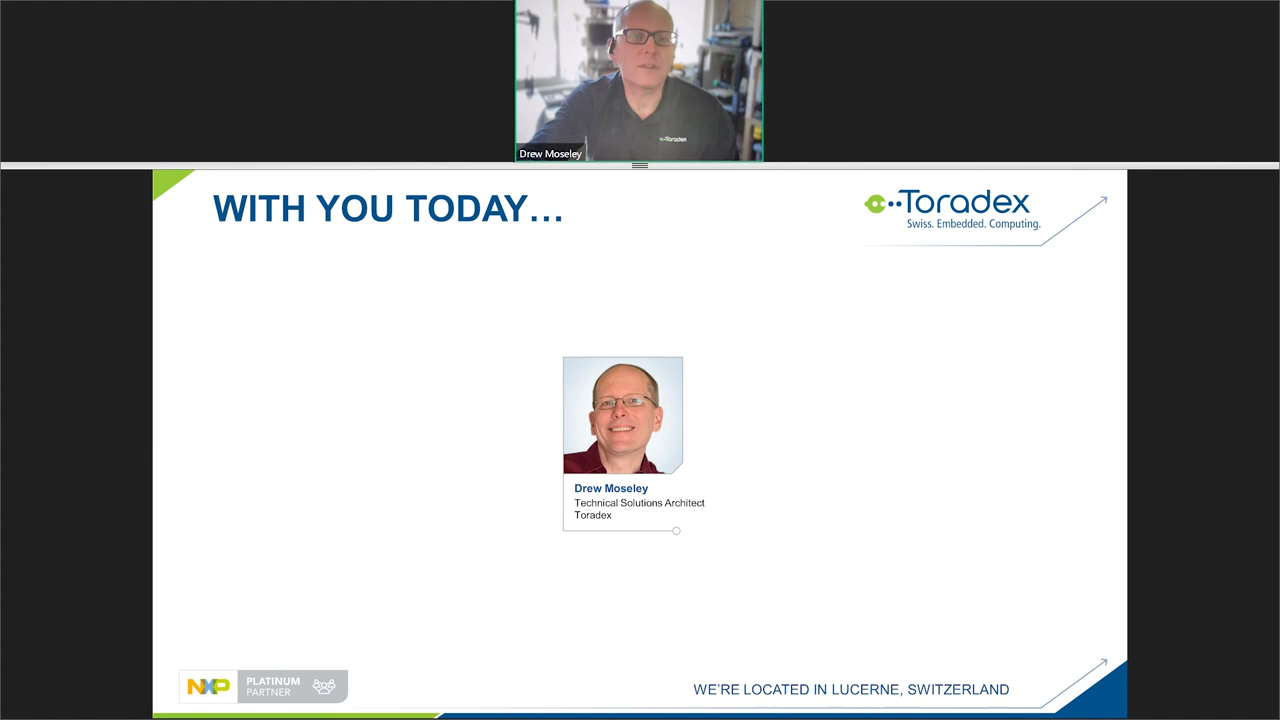 Toradex
Drew Moseley
WITH YOU TODAY…
Toradex
Swiss. Embedded. Computing.
Drew Moseley
Technical Solutions Architect
Toradex
NXP
PLATINUM
PARTNER
WE'RE LOCATED IN LUCERNE, SWITZERLAND